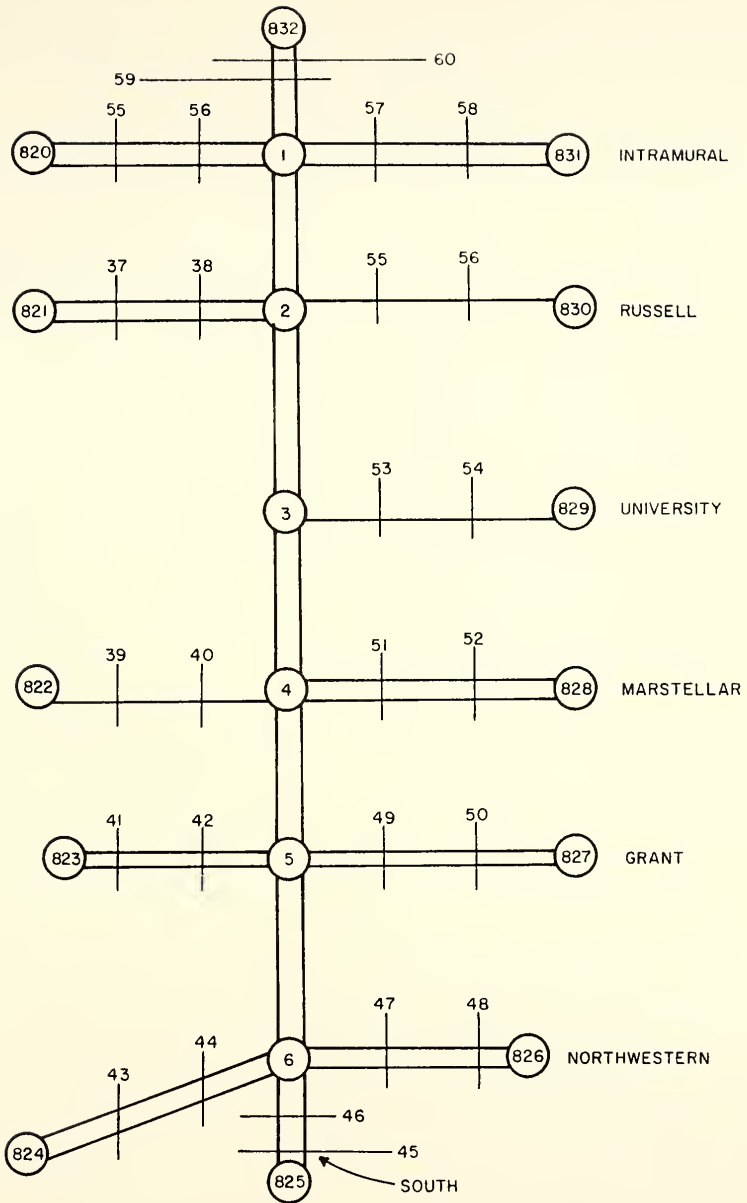 832
60
59
55 56 57 58
820 1 831 INTRAMURAL
37 38 55 56
821 2 830 RUSSELL
53 54
3 829 UNIVERSITY
39 40 51 52
822 4 828 MARSTELLAR
41 42 49 50
823 5 827 GRANT
43 44 47 48
6 826 NORTHWESTERN
46
824 45
825 SOUTH